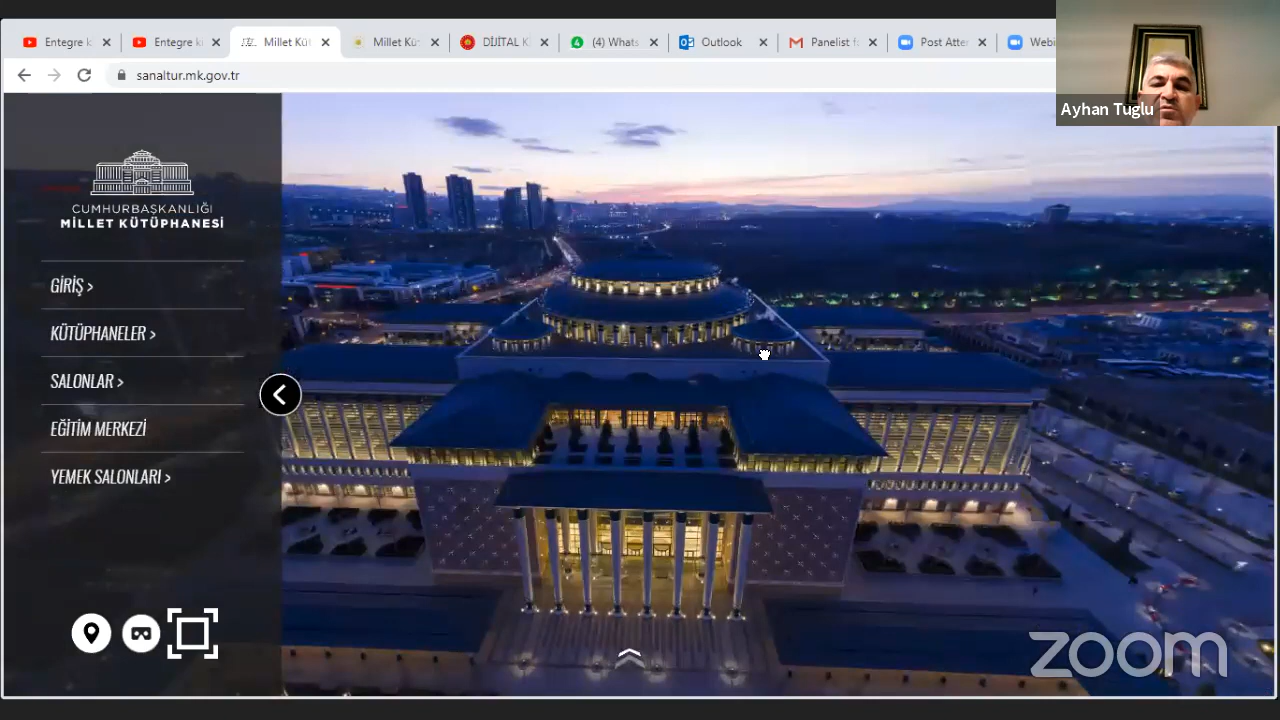 Entegre k
Entegre k
Millet Küt
Millet Kü
DİJİTAL K
(4) Whats
Outlook
Panelist f
Post Atter
Webi
sanaltur.mk.gov.tr
Ayhan Tuglu
CUMHURBAŞKANLIĞI
MİLLET KÜTÜPHANESİ
GİRİŞ >
KÜTÜPHANELER >
SALONLAR >
EĞİTİM MERKEZİ
YEMEK SALONLARI >
zoom